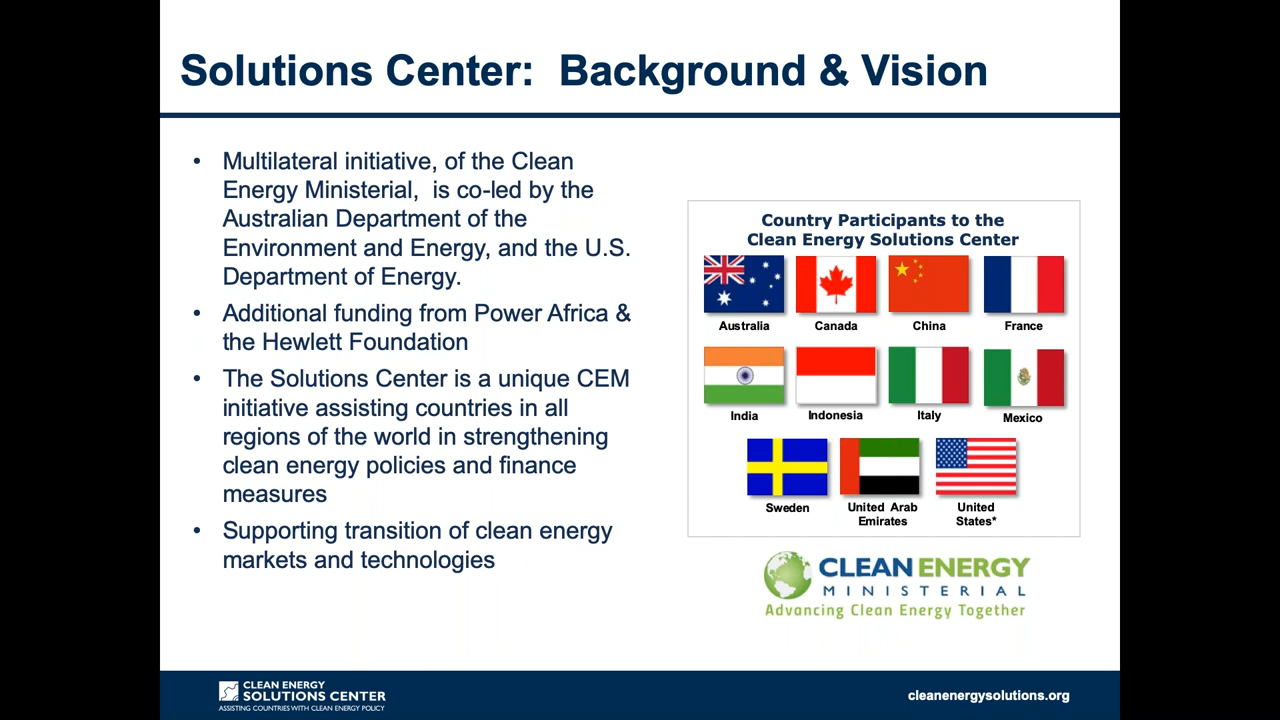 Solutions Center:  Background & Vision
• Multilateral initiative, of the Clean
Energy Ministerial,  is co-led by the
Australian Department of the
Environment and Energy, and the U.S.
Department of Energy.
• Additional funding from Power Africa &
the Hewlett Foundation
• The Solutions Center is a unique CEM
initiative assisting countries in all
regions of the world in strengthening
clean energy policies and finance
measures
• Supporting transition of clean energy
markets and technologies
Country Participants to the
Clean Energy Solutions Center
Australia
Canada
China
France
India
Indonesia
Italy
Mexico
Sweden
United Arab
Emirates
United
States*
CLEAN ENERGY
MINISTERIAL
Advancing Clean Energy Together
CLEAN ENERGY
SOLUTIONS CENTER
ASSISTING COUNTRIES WITH CLEAN ENERGY POLICY
cleanenergysolutions.org